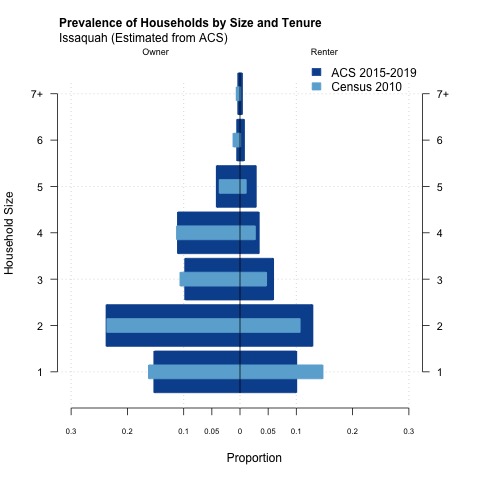 Prevalence of Households by Size and Tenure
Issaquah (Estimated from ACS)
Owner Renter
ACS 2015-2019
Census 2010
7+ 7+
6 6
5 5
4 4
3 3
2 2
1 1
Household Size
0.3 0.2 0.1 0.05 0 0.05 0.1 0.2 0.3
Proportion